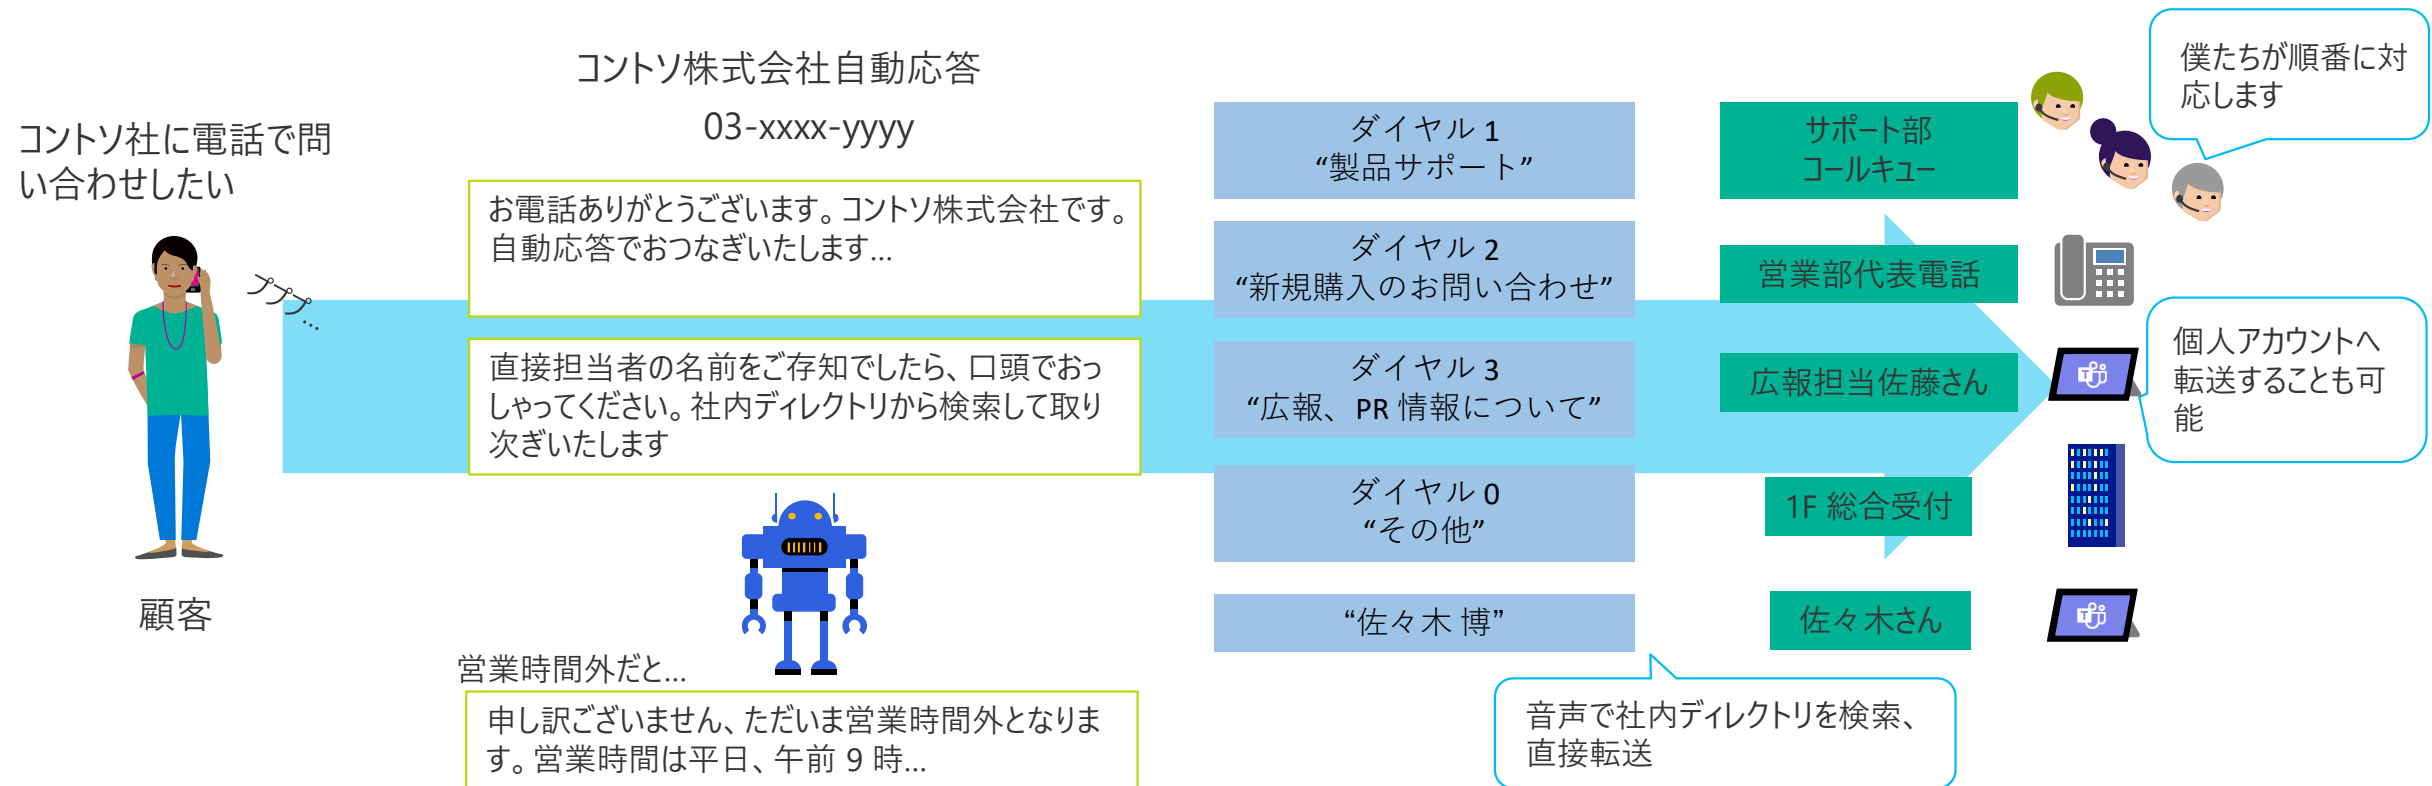 コントソ社に電話で問
い合わせしたい
プププ...
顧客
コントソ株式会社自動応答
03-xxxx-yyyy
お電話ありがとうございます。コントソ株式会社です。
自動応答でおつなぎいたします...
直接担当者の名前をご存知でしたら、口頭でおっ
しゃってください。社内ディレクトリから検索して取り
次ぎいたします
営業時間外だと...
申し訳ございません、ただいま営業時間外となりま
す。営業時間は平日、午前 9 時...
ダイヤル 1
“製品サポート”
ダイヤル 2
“新規購入のお問い合わせ”
ダイヤル 3
“広報、PR 情報について”
ダイヤル 0
“その他”
“佐々木 博”
音声で社内ディレクトリを検索、
直接転送
サポート部
コールキュー
営業部代表電話
広報担当佐藤さん
1F 総合受付
佐々木さん
僕たちが順番に対
応します
個人アカウントへ
転送することも可
能
T
T